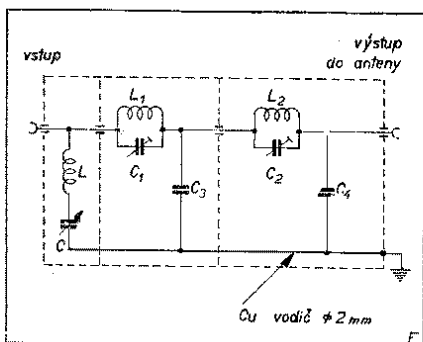 vstup
výstup
do anteny
L₁
L₂
L
C₁
C₂
C₃
C₄
C
Cu vodič ϕ 2 mm